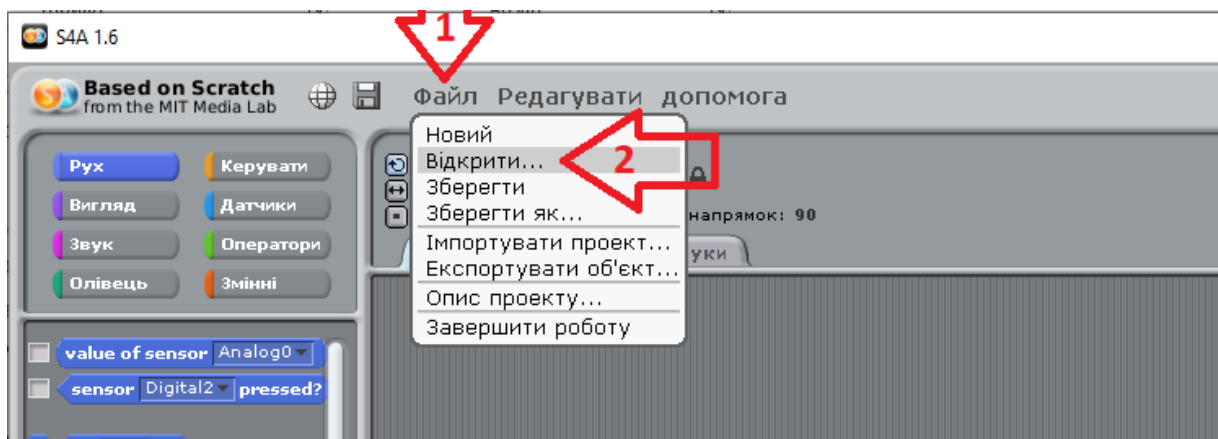 S4A 1.6
1
Based on Scratch
from the MIT Media Lab
Файл Редагувати допомога
Новий
Відкрити...
2
Зберегти
Зберегти як...
Імпортувати проект...
Експортувати об'єкт...
Опис проекту...
Завершити роботу
напрямок: 90
уки
Рух
Керувати
Вигляд
Датчики
Звук
Оператори
Олівець
Змінні
value of sensor Analog0
sensor Digital2 pressed?